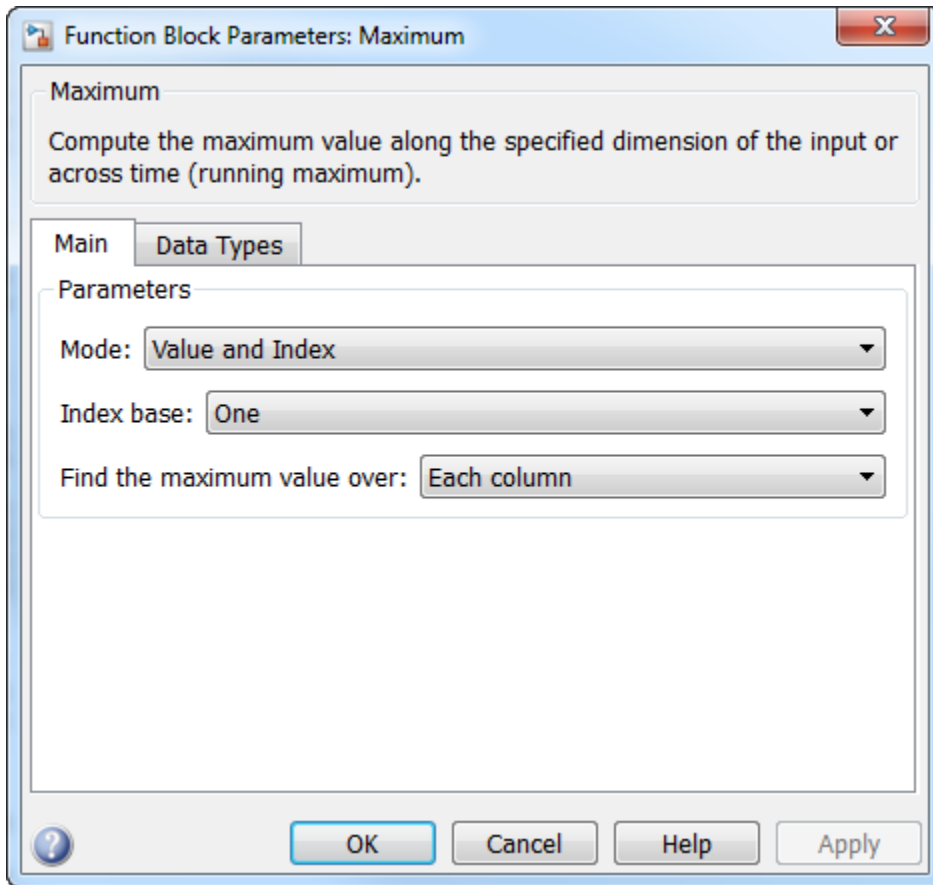 Function Block Parameters: Maximum
Maximum
Compute the maximum value along the specified dimension of the input or
across time (running maximum).
Main Data Types
Parameters
Mode: Value and Index
Index base: One
Find the maximum value over: Each column
OK Cancel Help Apply